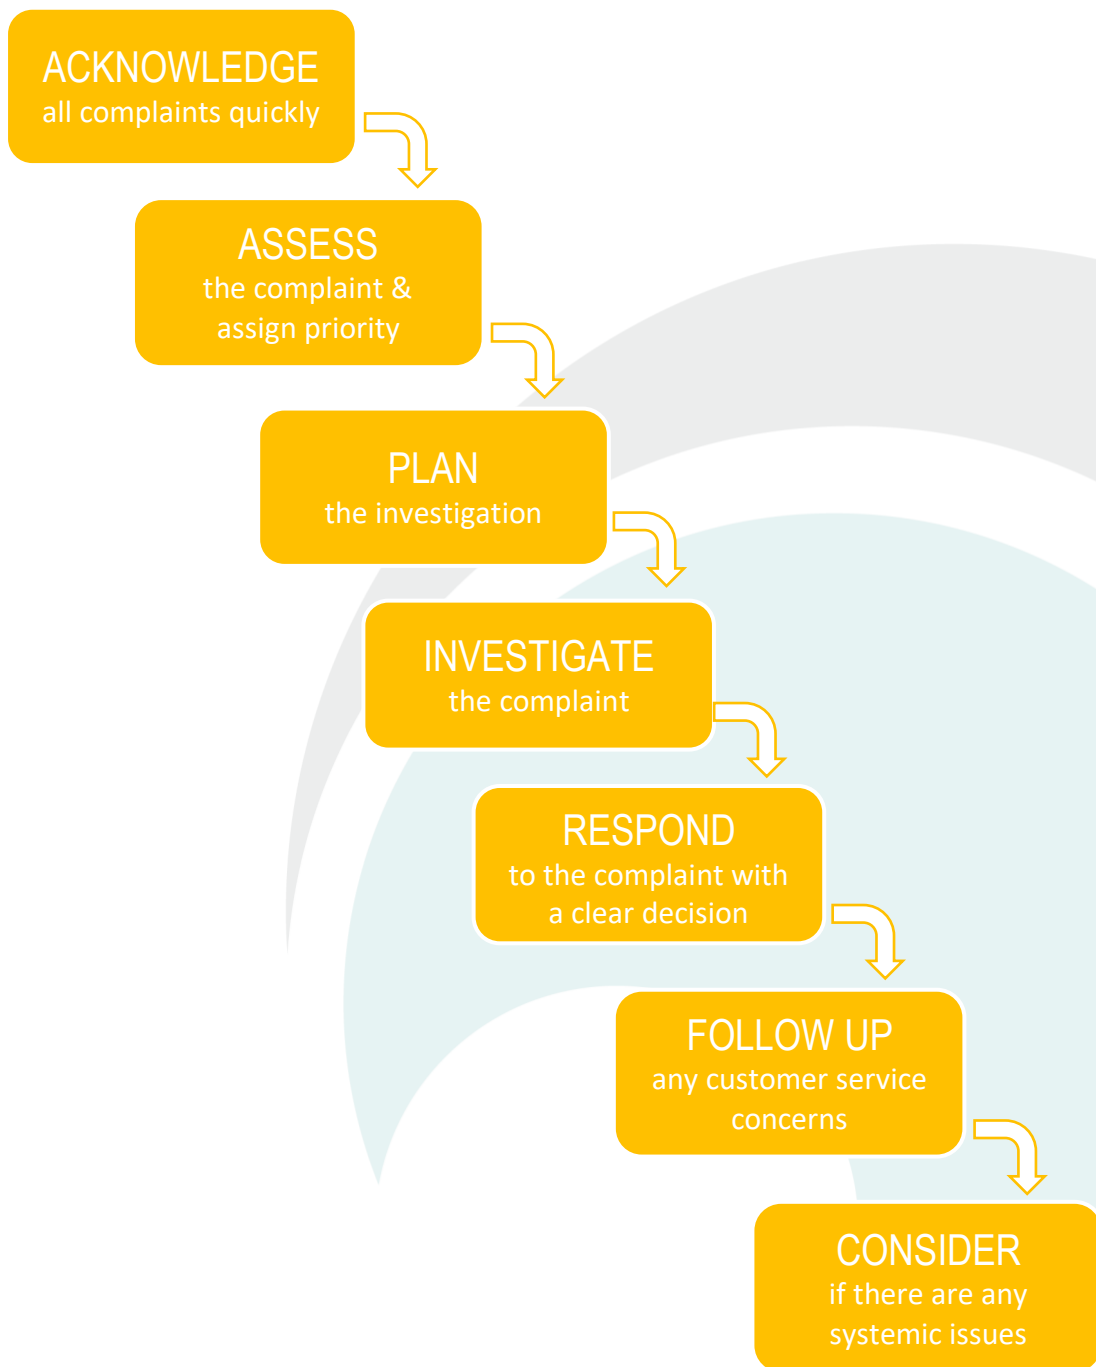 ACKNOWLEDGE
all complaints quickly
ASSESS
the complaint &
assign priority
PLAN
the investigation
INVESTIGATE
the complaint
RESPOND
to the complaint with
a clear decision
FOLLOW UP
any customer service
concerns
CONSIDER
if there are any
systemic issues